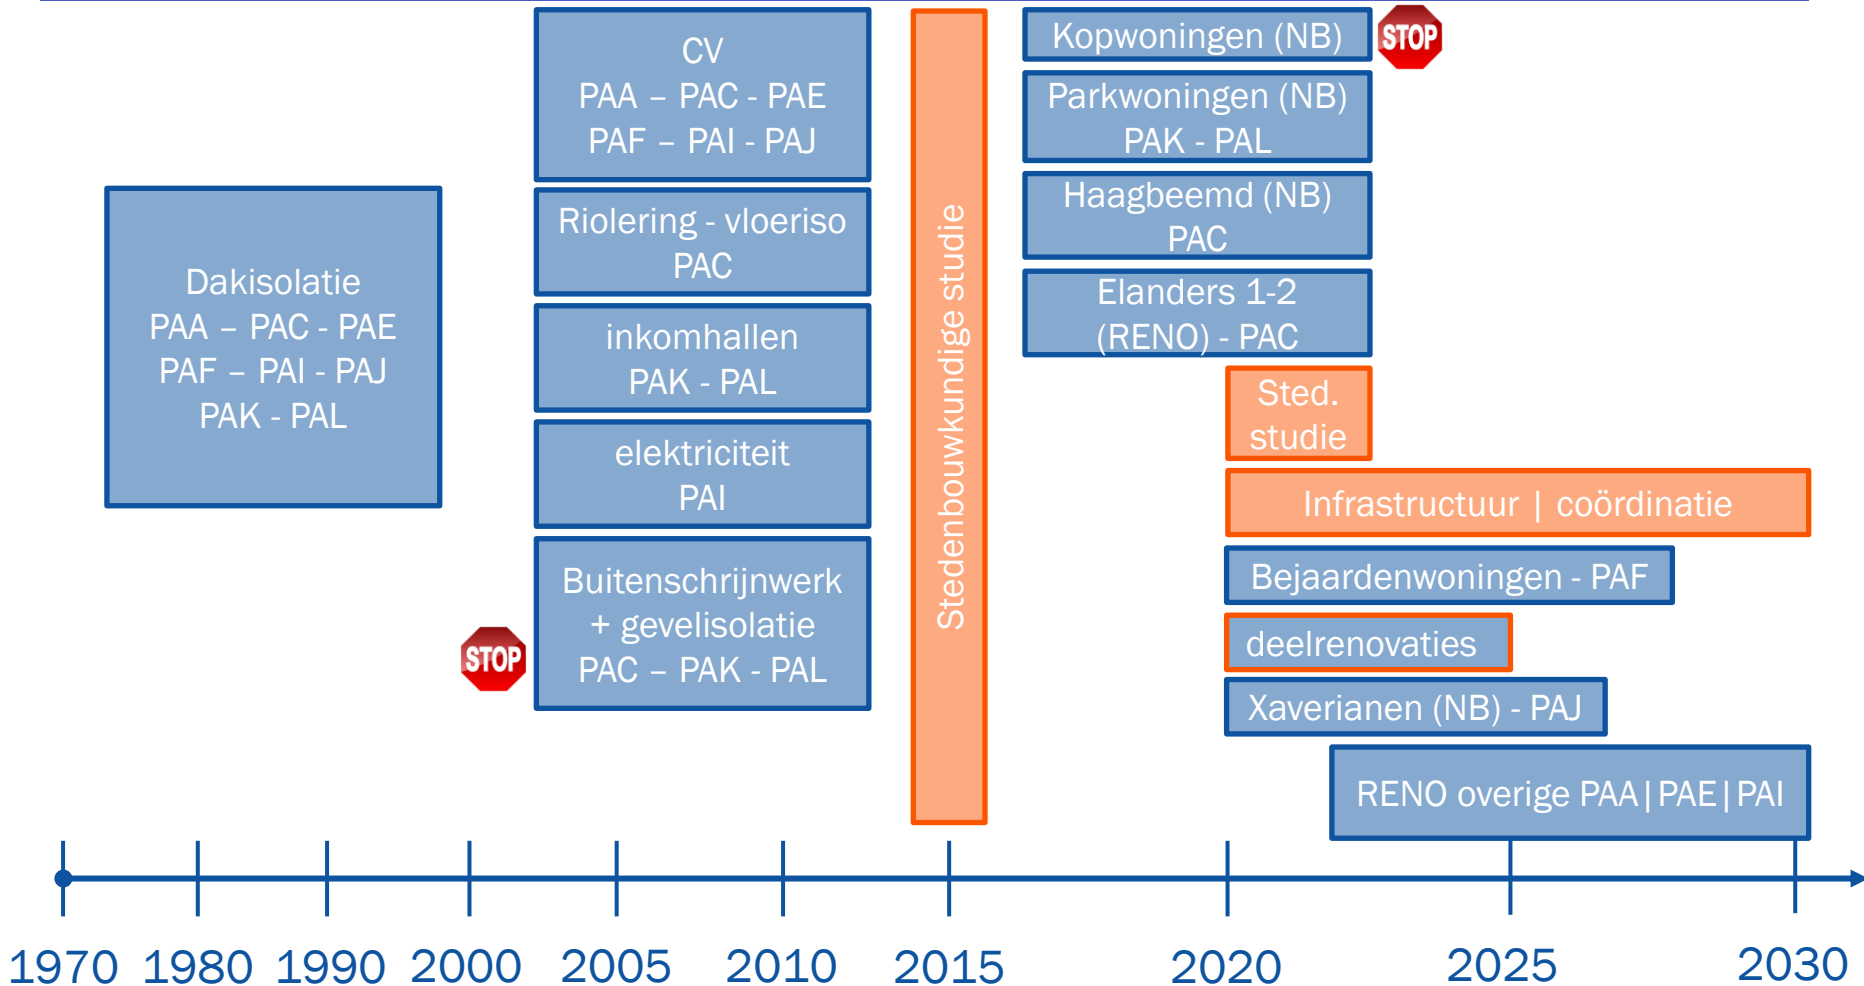 Dakisolatie
PAA – PAC - PAE
PAF – PAI - PAJ
PAK - PAL
CV
PAA – PAC - PAE
PAF – PAI - PAJ
Riolering - vloeriso
PAC
inkomhallen
PAK - PAL
elektriciteit
PAI
Buitenschrijnwerk
+ gevelisolatie
PAC – PAK - PAL
STOP
Stedenbouwkundige studie
Kopwoningen (NB)
STOP
Parkwoningen (NB)
PAK - PAL
Haagbeemd (NB)
PAC
Elanders 1-2
(RENO) - PAC
Sted.
studie
Infrastructuur | coördinatie
Bejaardenwoningen - PAF
deelrenovaties
Xaverianen (NB) - PAJ
RENO overige PAA|PAE|PAI
1970 1980 1990 2000 2005 2010 2015 2020 2025 2030